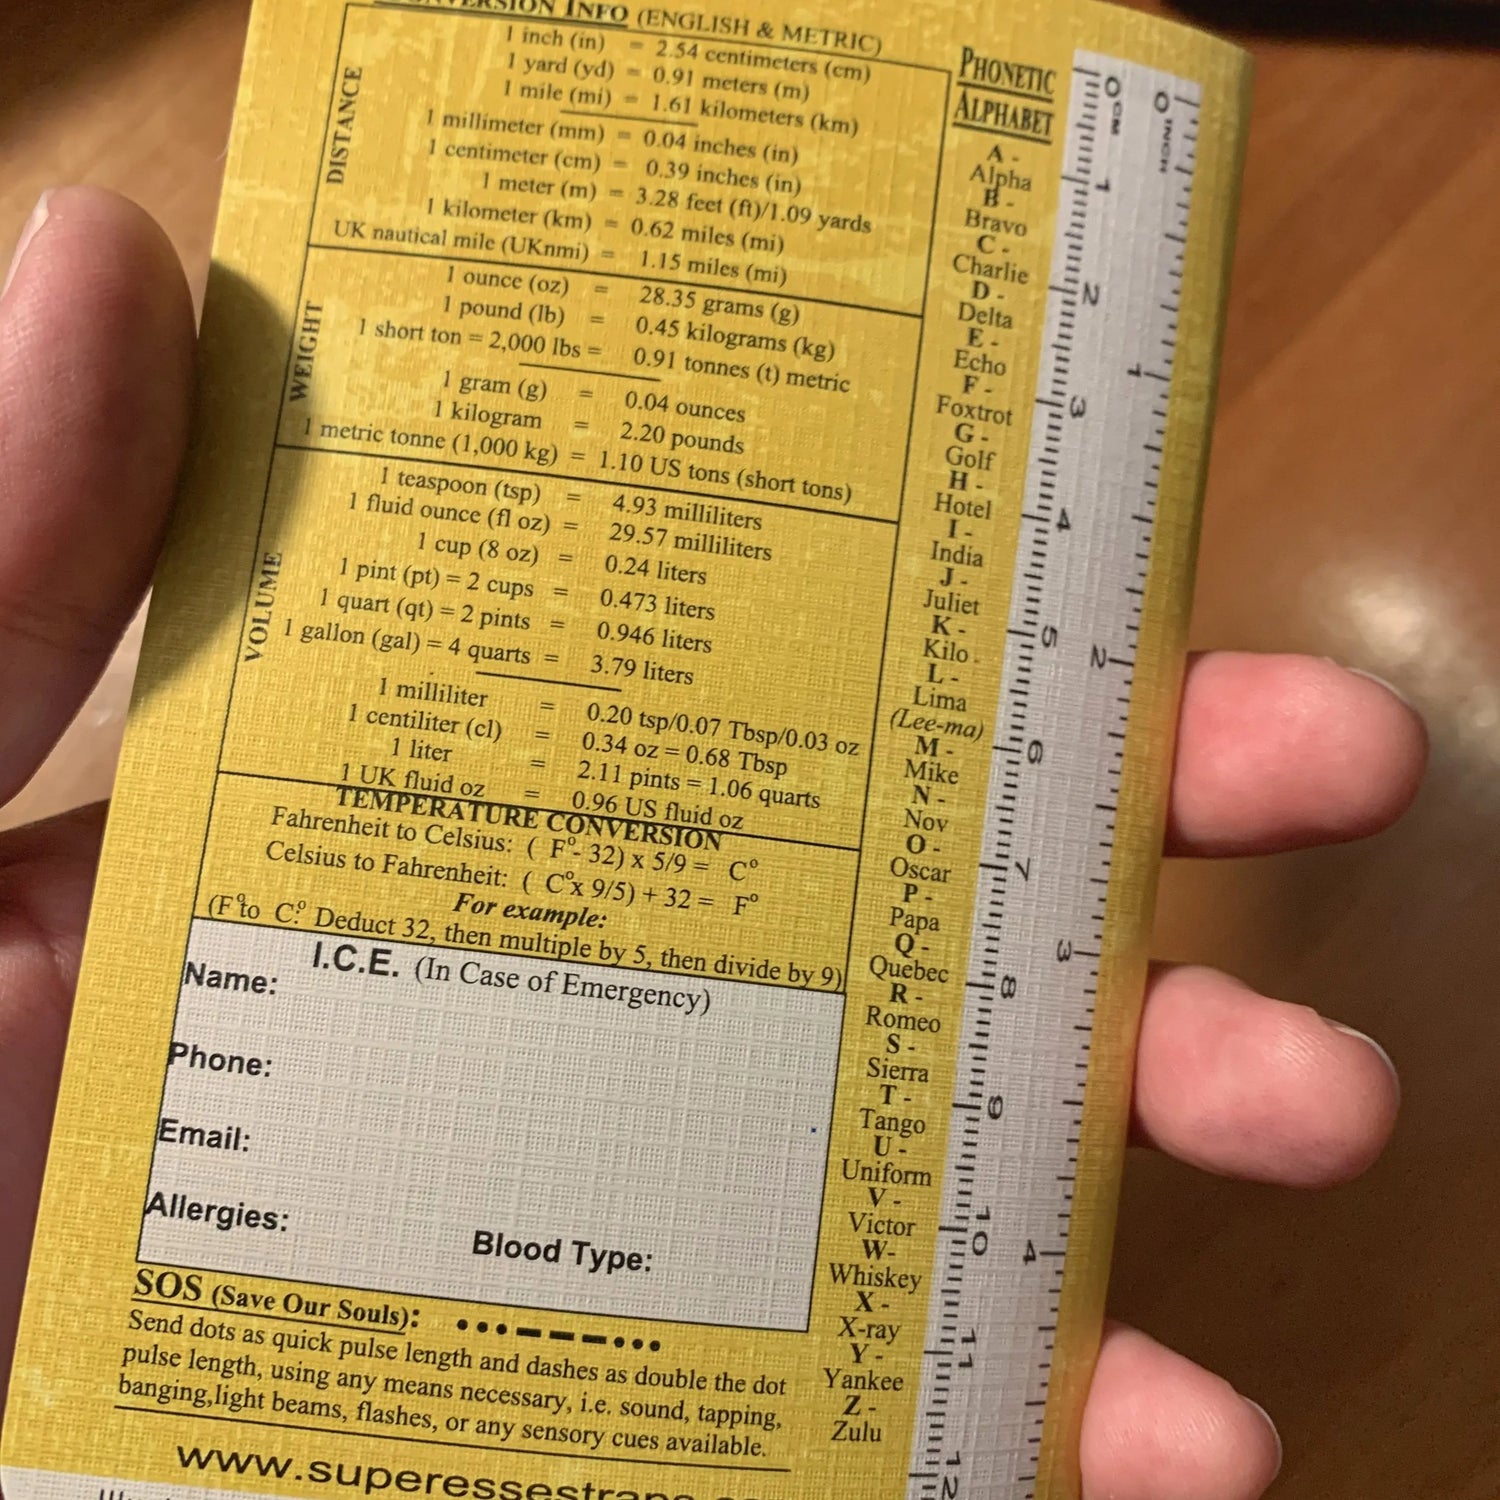 CONVERSION INFO (ENGLISH & METRIC)
DISTANCE
1 inch (in) = 2.54 centimeters (cm)
1 yard (yd) = 0.91 meters (m)
1 mile (mi) = 1.61 kilometers (km)
1 millimeter (mm) = 0.04 inches (in)
1 centimeter (cm) = 0.39 inches (in)
1 meter (m) = 3.28 feet (ft)/1.09 yards
1 kilometer (km) = 0.62 miles (mi)
UK nautical mile (UKnmi) = 1.15 miles (mi)
WEIGHT
1 ounce (oz) = 28.35 grams (g)
1 pound (lb) = 0.45 kilograms (kg)
1 short ton = 2,000 lbs = 0.91 tonnes (t) metric
1 gram (g) = 0.04 ounces
1 kilogram = 2.20 pounds
1 metric tonne (1,000 kg) = 1.10 US tons (short tons)
VOLUME
1 teaspoon (tsp) = 4.93 milliliters
1 fluid ounce (fl oz) = 29.57 milliliters
1 cup (8 oz) = 0.24 liters
1 pint (pt) = 2 cups = 0.473 liters
1 quart (qt) = 2 pints = 0.946 liters
1 gallon (gal) = 4 quarts = 3.79 liters
1 milliliter = 0.20 tsp/0.07 Tbsp/0.03 oz
1 centiliter (cl) = 0.34 oz = 0.68 Tbsp
1 liter = 2.11 pints = 1.06 quarts
1 UK fluid oz = 0.96 US fluid oz
TEMPERATURE CONVERSION
Fahrenheit to Celsius: ( F° - 32) x 5/9 = C°
Celsius to Fahrenheit: ( C° x 9/5) + 32 = F°
For example:
(F° to C°: Deduct 32, then multiple by 5, then divide by 9)
I.C.E. (In Case of Emergency)
Name:
Phone:
Email:
Allergies:
Blood Type:
SOS (Save Our Souls): •••– – –•••
Send dots as quick pulse length and dashes as double the dot
pulse length, using any means necessary, i.e. sound, tapping,
banging,light beams, flashes, or any sensory cues available.
PHONETIC
ALPHABET
A -
Alpha
B -
Bravo
C -
Charlie
D -
Delta
E -
Echo
F -
Foxtrot
G -
Golf
H -
Hotel
I -
India
J -
Juliet
K -
Kilo
L -
Lima
(Lee-ma)
M -
Mike
N -
Nov
O -
Oscar
P -
Papa
Q -
Quebec
R -
Romeo
S -
Sierra
T -
Tango
U -
Uniform
V -
Victor
W-
Whiskey
X -
X-ray
Y -
Yankee
Z -
Zulu
0 CM 1 2 3 4 5 6 7 8 9 10 11 12
0 INCH 1 2 3 4